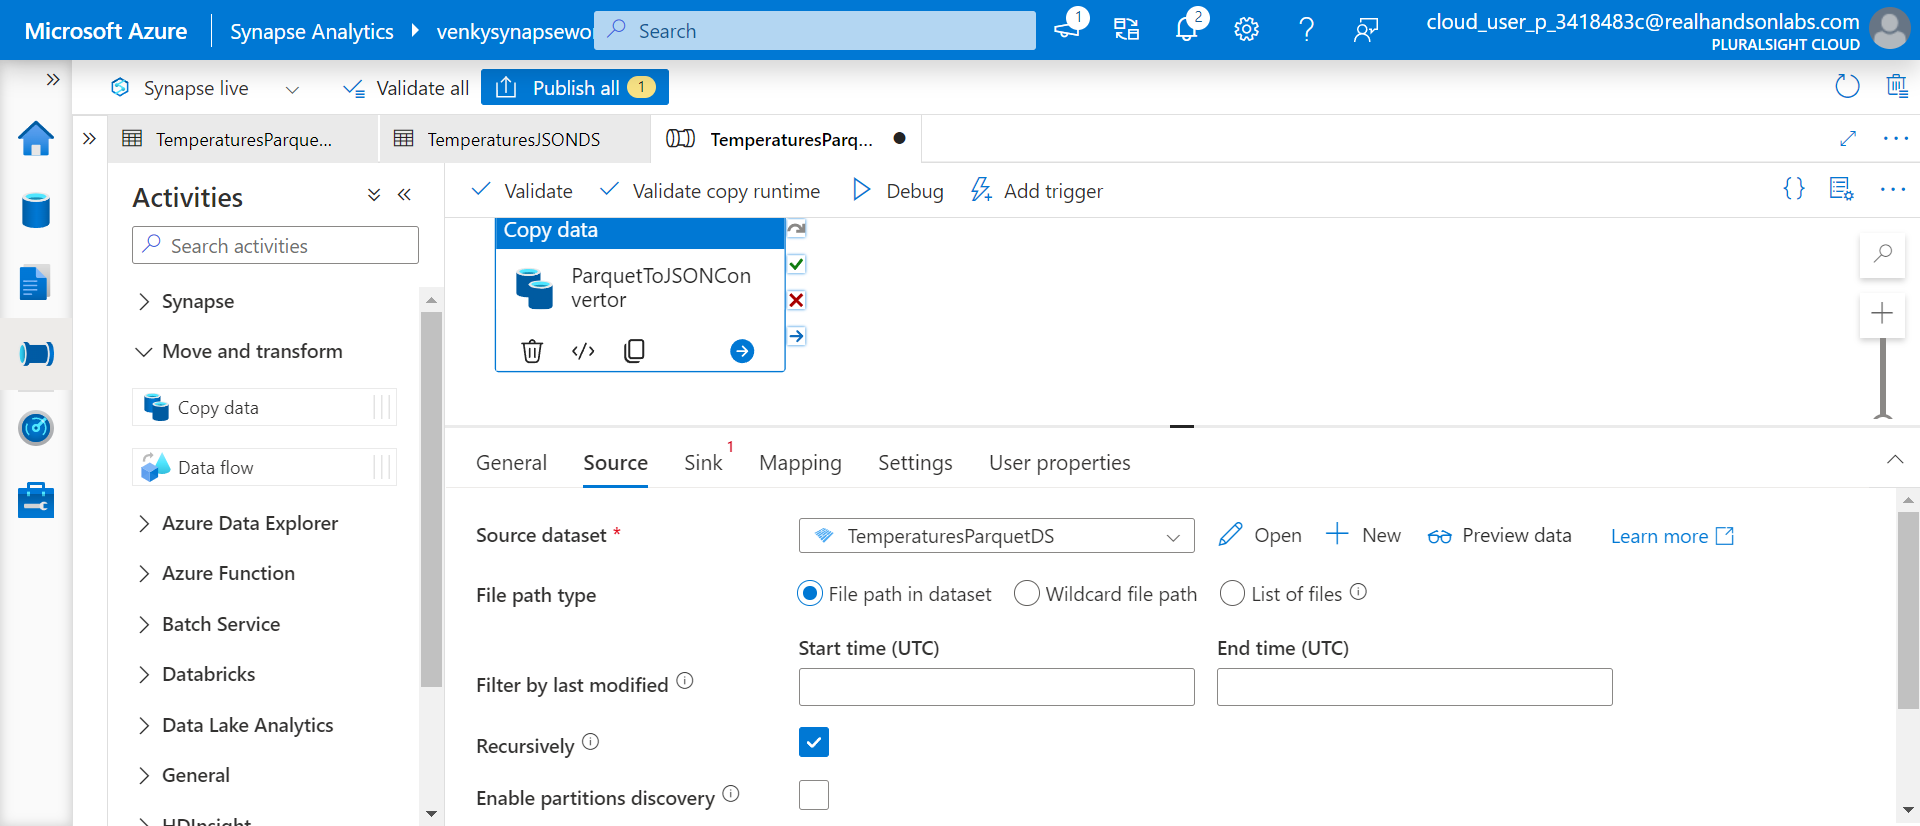 Microsoft Azure
Synapse Analytics
venkysynapsewo
Search
1
2
cloud_user_p_3418483c@realhandsonlabs.com
PLURALSIGHT CLOUD
Synapse live
Validate all
Publish all 1
TemperaturesParque...
TemperaturesJSONDS
TemperaturesParq...
Activities
Search activities
Synapse
Move and transform
Copy data
Data flow
Azure Data Explorer
Azure Function
Batch Service
Databricks
Data Lake Analytics
General
HDInsight
Validate
Validate copy runtime
Debug
Add trigger
Copy data
ParquetToJSONCon
vertor
General
Source
Sink 1
Mapping
Settings
User properties
Source dataset *
TemperaturesParquetDS
Open
New
Preview data
Learn more
File path type
File path in dataset
Wildcard file path
List of files
Start time (UTC)
End time (UTC)
Filter by last modified
Recursively
Enable partitions discovery